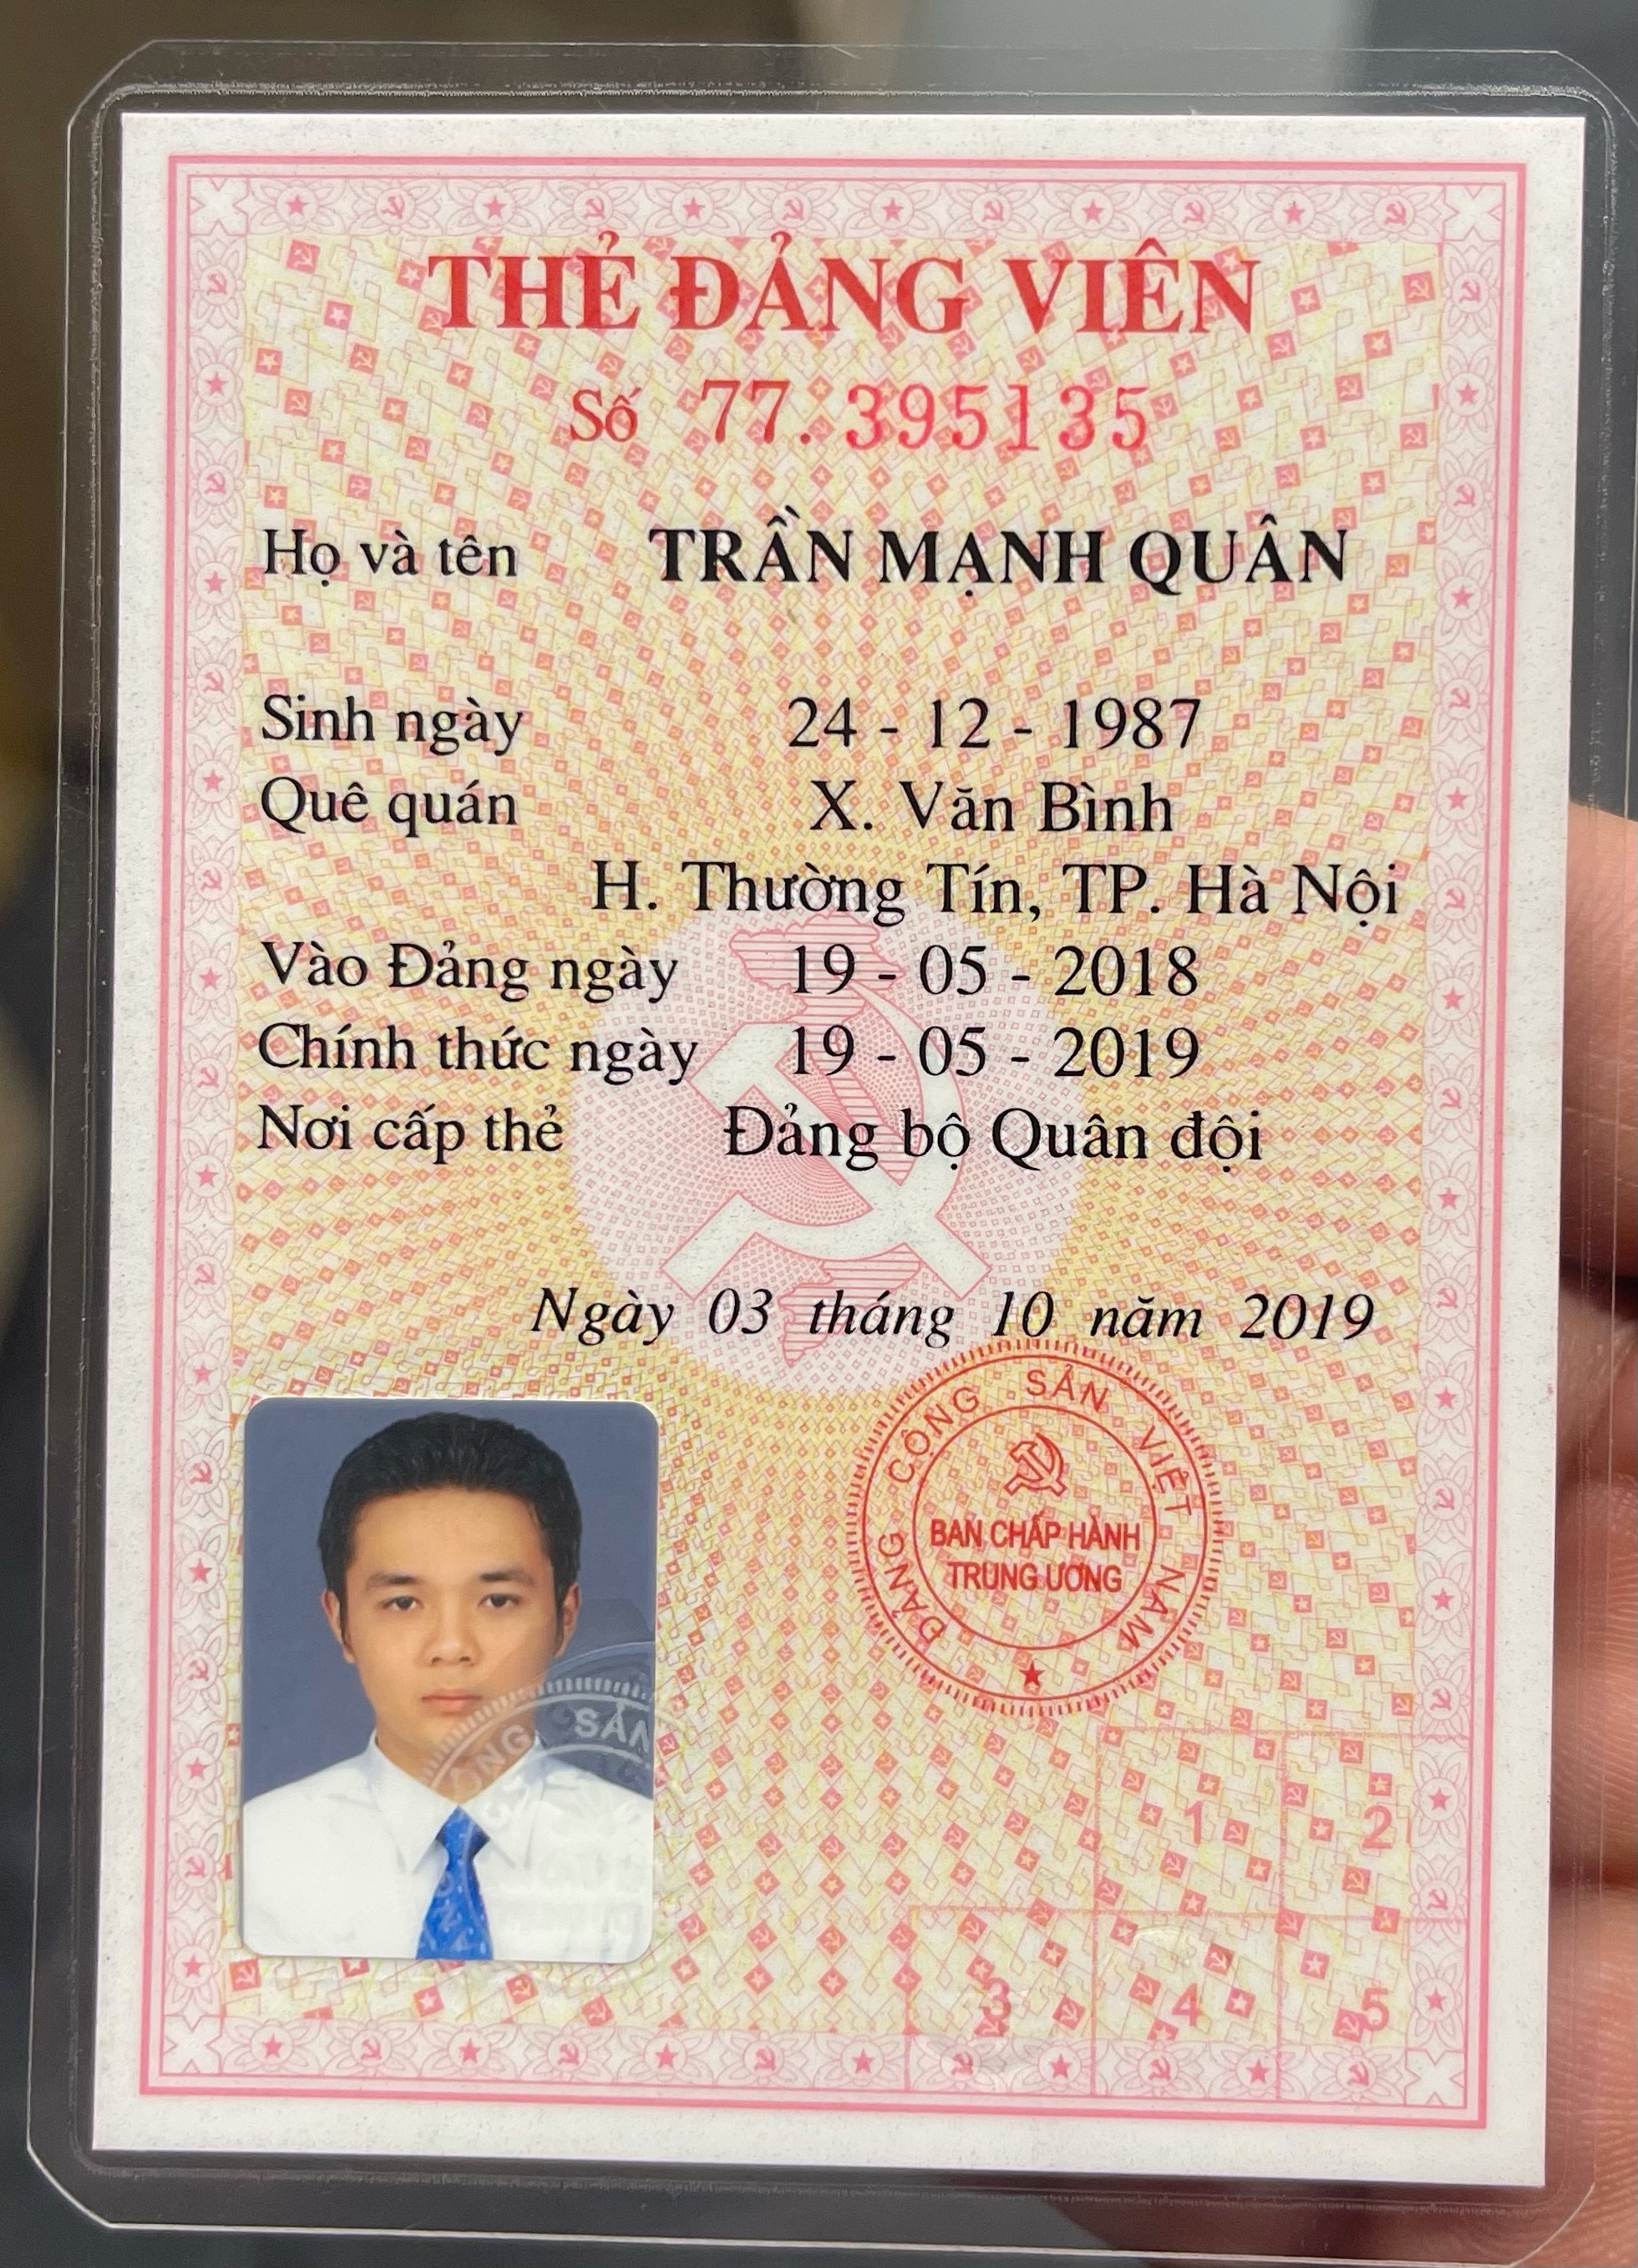 THẺ ĐẢNG VIÊN
Số 77. 395135
Họ và tên TRẦN MẠNH QUÂN
Sinh ngày 24 - 12 - 1987
Quê quán X. Văn Bình
H. Thường Tín, TP. Hà Nội
Vào Đảng ngày 19 - 05 - 2018
Chính thức ngày 19 - 05 - 2019
Nơi cấp thẻ Đảng bộ Quân đội
Ngày 03 tháng 10 năm 2019
ĐẢNG CỘNG SẢN VIỆT NAM
BAN CHẤP HÀNH
TRUNG ƯƠNG
1 2
3 4 5